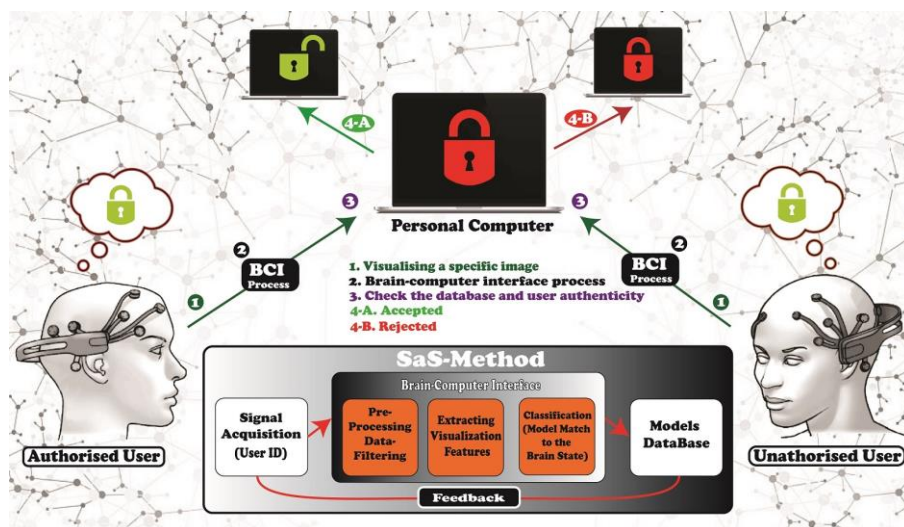 4-A
4-B
3
3
Personal Computer
2
BCI
Process
2
BCI
Process
1
1
1. Visualising a specific image
2. Brain-computer interface process
3. Check the database and user authenticity
4-A. Accepted
4-B. Rejected
Authorised User
Unathorised User
SaS-Method
Brain-Computer Interface
Signal
Acquisition
(User ID)
Pre-
Processing
Data-
Filtering
Extracting
Visualization
Features
Classification
(Model Match
to the
Brain State)
Models
DataBase
Feedback